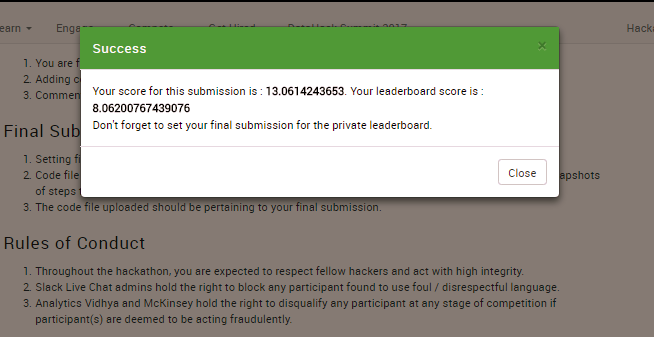 earn Engag Compete Get Hired DataHack Summit 2017 Hacka
Success ×
1. You are f
2. Adding c
3. Commen
Your score for this submission is : 13.0614243653. Your leaderboard score is :
8.06200767439076
Don't forget to set your final submission for the private leaderboard.
Final Sub
1. Setting fi
2. Code file apshots
of steps
Close
3. The code file uploaded should be pertaining to your final submission.
Rules of Conduct
1. Throughout the hackathon, you are expected to respect fellow hackers and act with high integrity.
2. Slack Live Chat admins hold the right to block any participant found to use foul / disrespectful language.
3. Analytics Vidhya and McKinsey hold the right to disqualify any participant at any stage of competition if
participant(s) are deemed to be acting fraudulently.